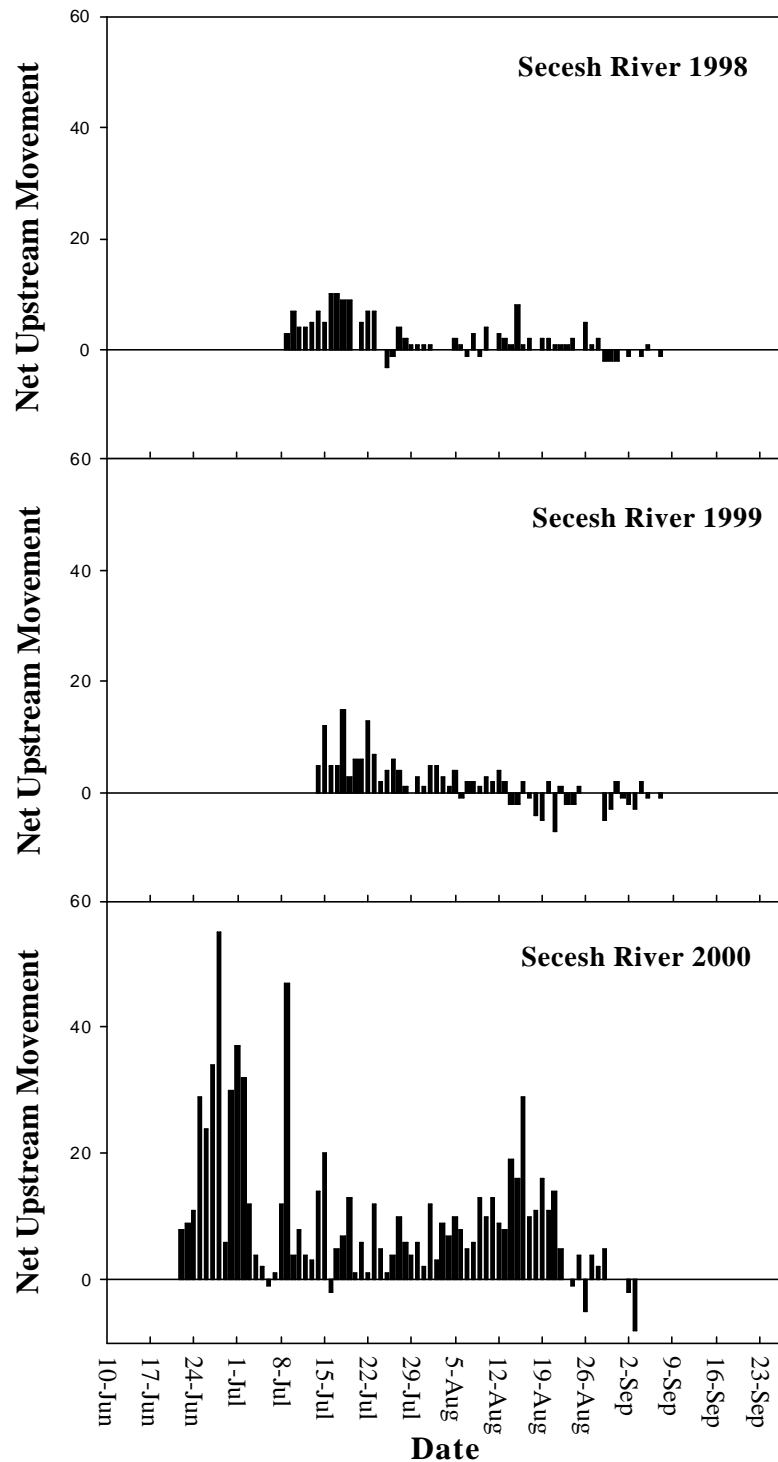 60
Secesh River 1998
40
20
0
Net Upstream Movement
60
Secesh River 1999
40
20
0
Net Upstream Movement
60
Secesh River 2000
40
20
0
Net Upstream Movement
10-Jun
17-Jun
24-Jun
1-Jul
8-Jul
15-Jul
22-Jul
29-Jul
5-Aug
12-Aug
19-Aug
26-Aug
2-Sep
9-Sep
16-Sep
23-Sep
Date